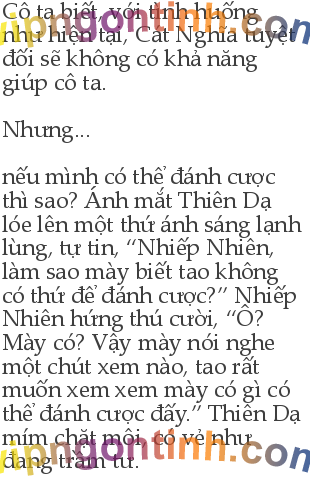 Cô ta biết, với tình huống
như hiện tại, Cát Nghĩa tuyệt
đối sẽ không có khả năng
giúp cô ta.
Nhưng...
nếu mình có thể đánh cược
thì sao? Ánh mắt Thiên Dạ
lóe lên một thứ ánh sáng lạnh
lùng, tự tin, “Nhiếp Nhiên,
làm sao mày biết tao không
có thứ để đánh cược?” Nhiếp
Nhiên hứng thú cười, “Ồ?
Mày có? Vậy mày nói nghe
một chút xem nào, tao rất
muốn xem xem mày có gì có
thể đánh cược đấy.” Thiên Dạ
mím chặt môi, có vẻ như
đang trầm tư.
vipngontinh.com
vipngontinh.com